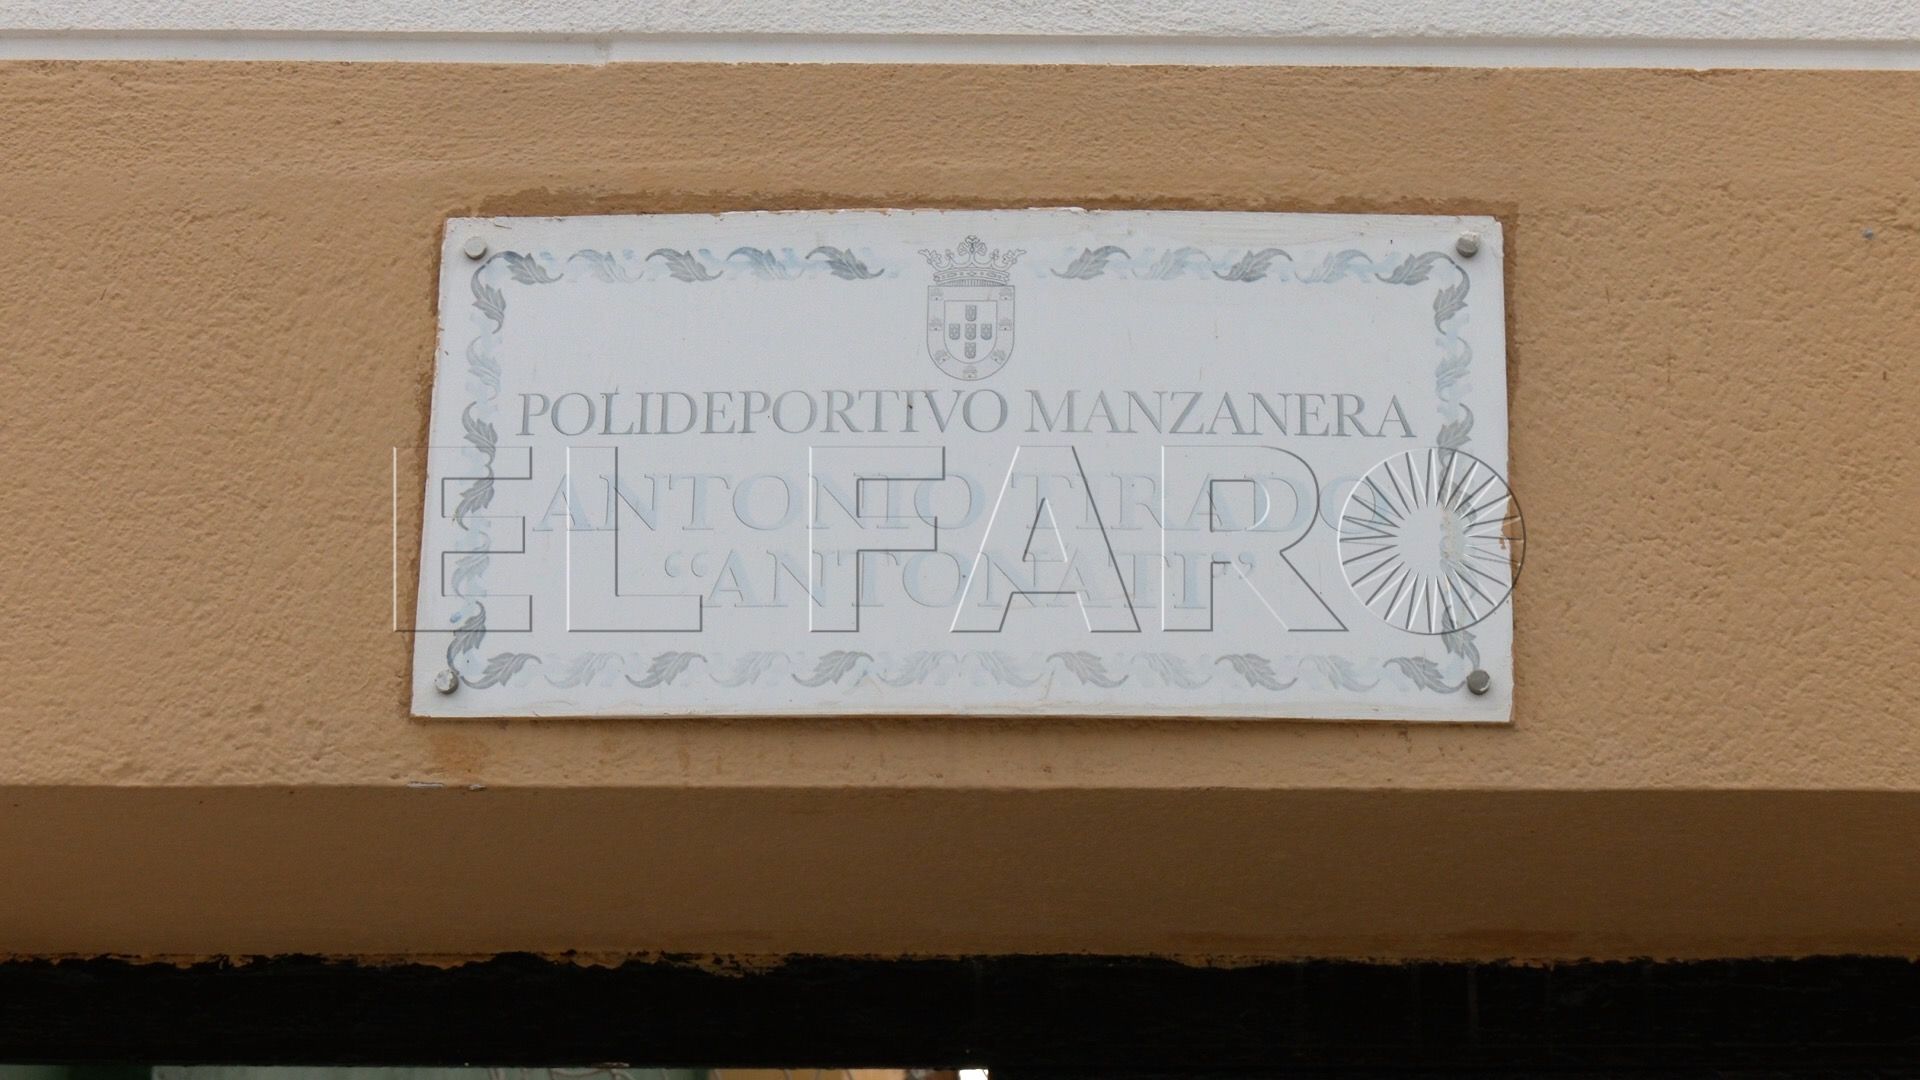 POLIDEPORTIVO MANZANERA
ANTONIO TIRADO
“ANTONATI”
EL FARO